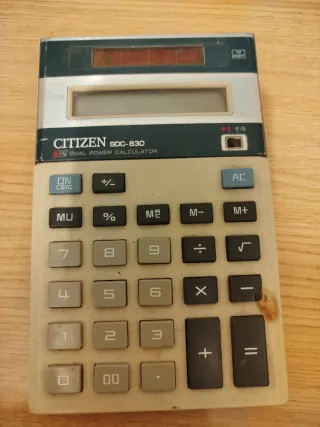 CITIZEN SDC-830
DUAL POWER CALCULATOR
ON CE/C +/− AC
MU % M− M+
7 8 9 ÷ √
4 5 6 × −
1 2 3
0 00 · + =